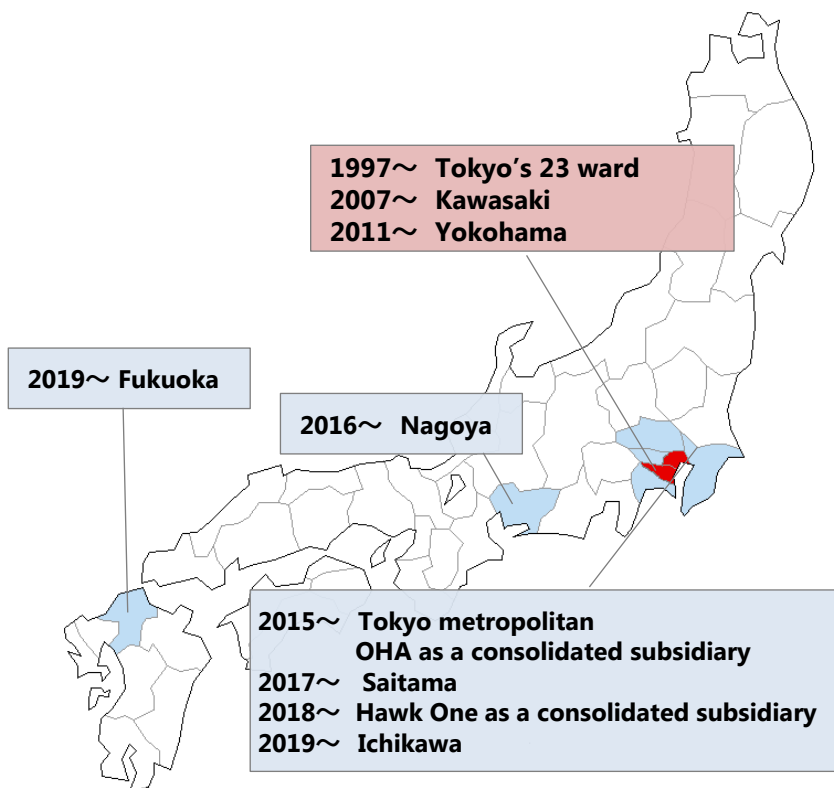 1997～ Tokyo’s 23 ward
2007～ Kawasaki
2011～ Yokohama
2019～ Fukuoka
2016～ Nagoya
2015～ Tokyo metropolitan
OHA as a consolidated subsidiary
2017～ Saitama
2018～ Hawk One as a consolidated subsidiary
2019～ Ichikawa